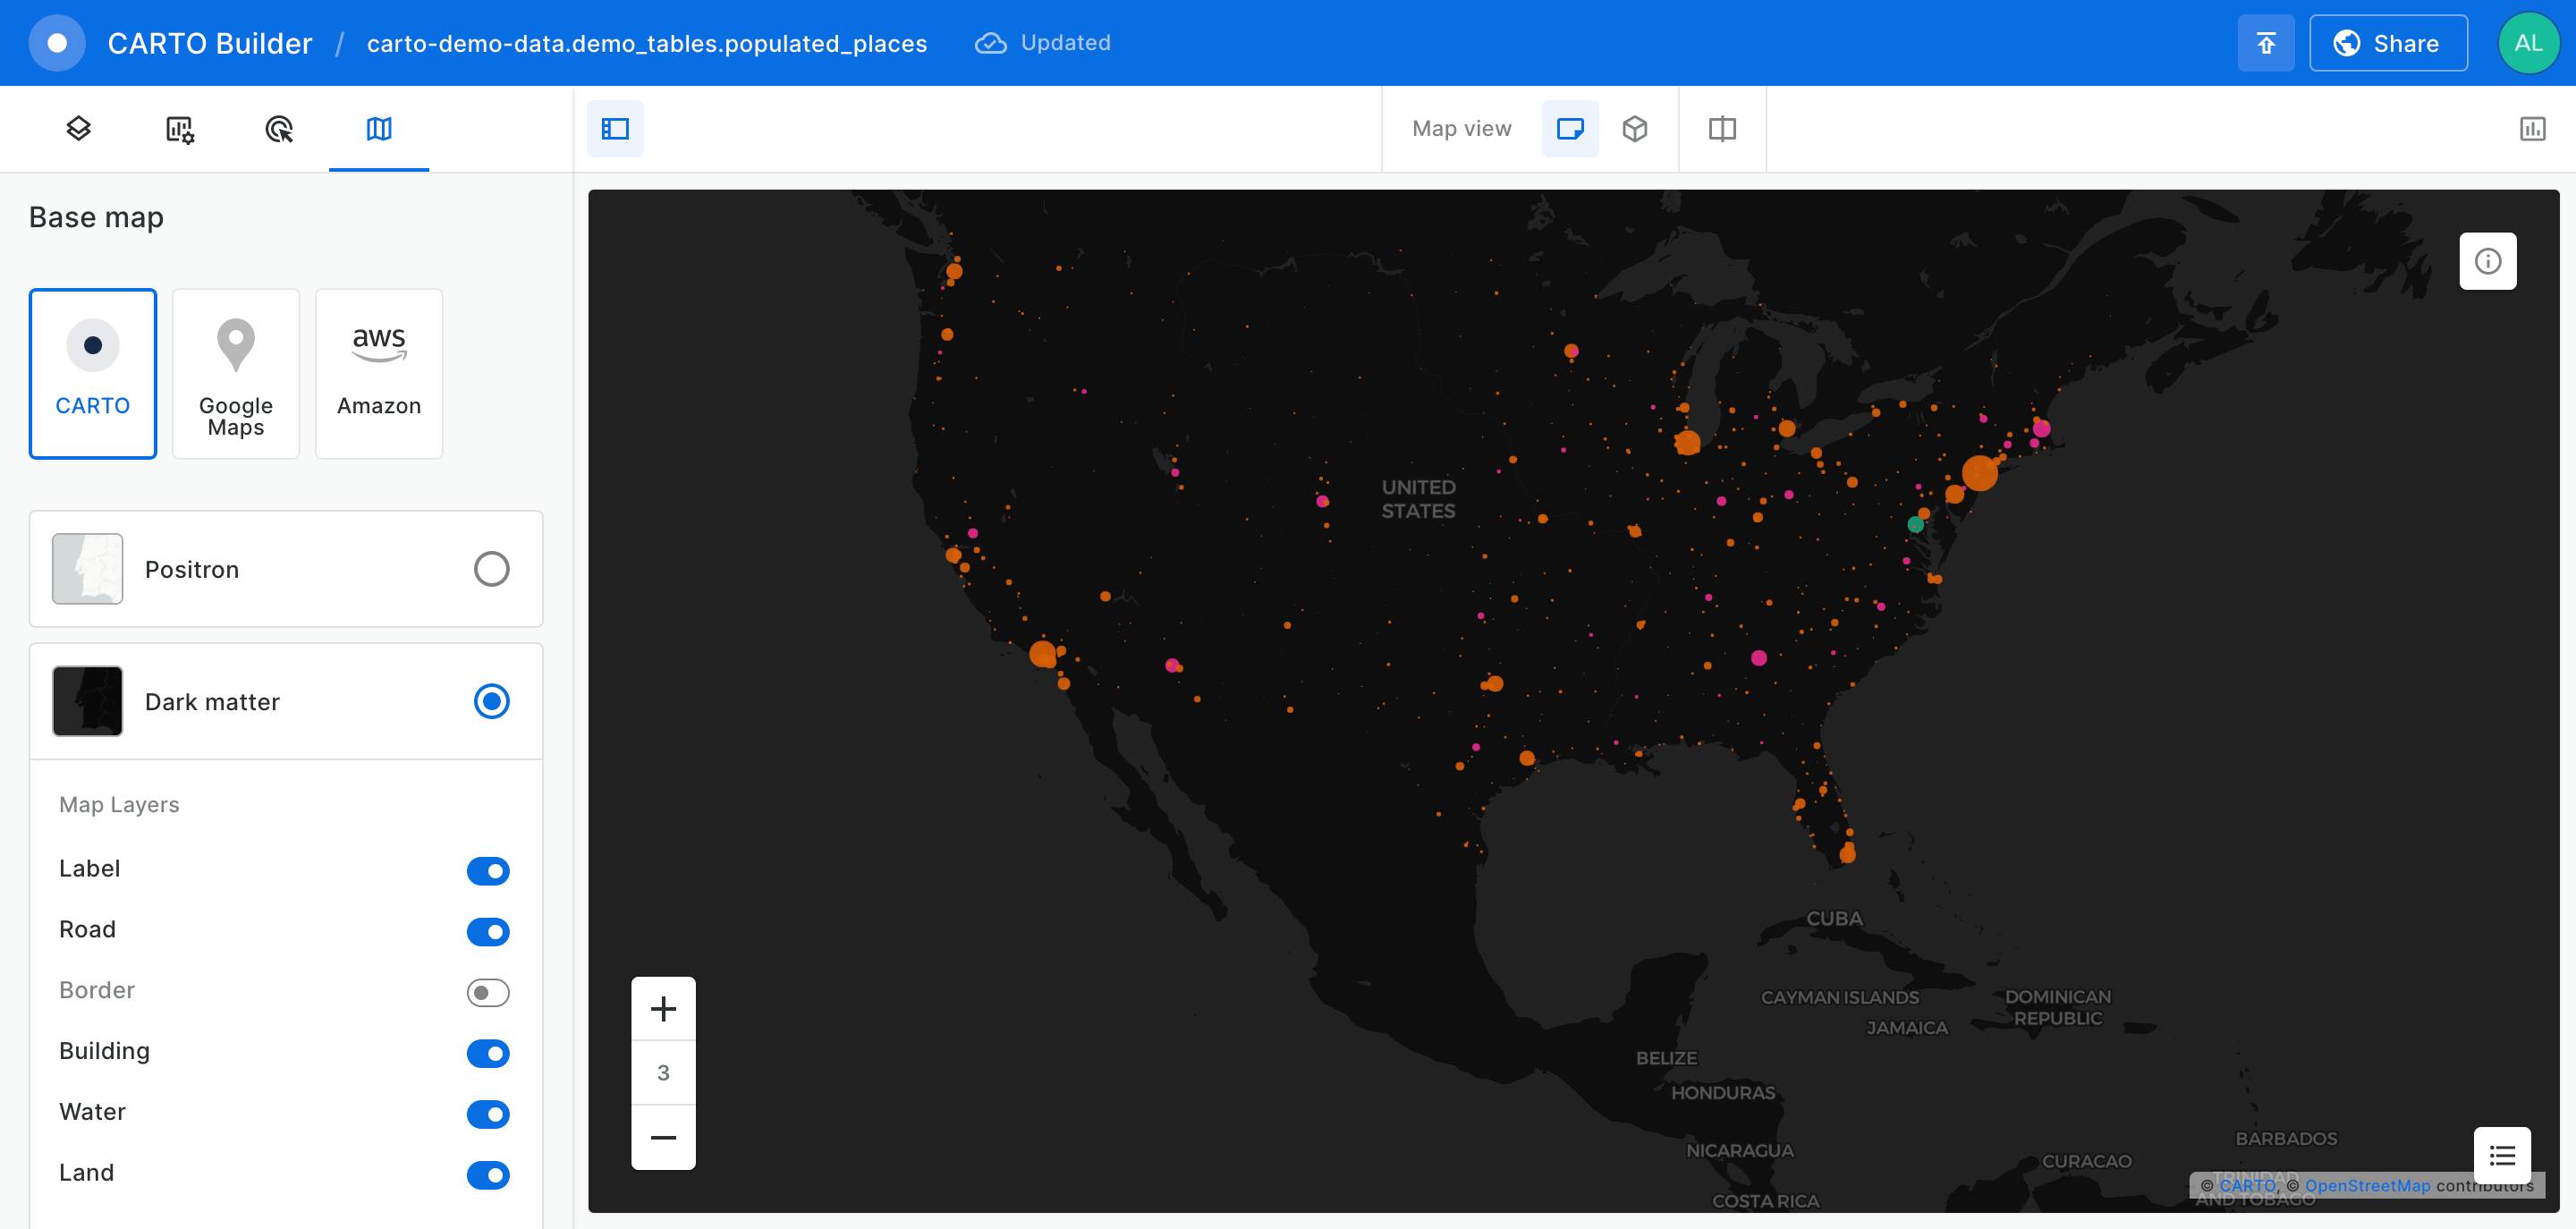 CARTO Builder / carto-demo-data.demo_tables.populated_places Updated
Share
AL
Map view
Base map
CARTO
Google
Maps
aws
Amazon
Positron
Dark matter
Map Layers
Label
Road
Border
Building
Water
Land
UNITED
STATES
CUBA
CAYMAN ISLANDS
DOMINICAN
REPUBLIC
JAMAICA
BELIZE
HONDURAS
NICARAGUA
BARBADOS
CURACAO
COSTA RICA
TRINIDAD
AND TOBAGO
+
3
−
© CARTO, © OpenStreetMap contributors